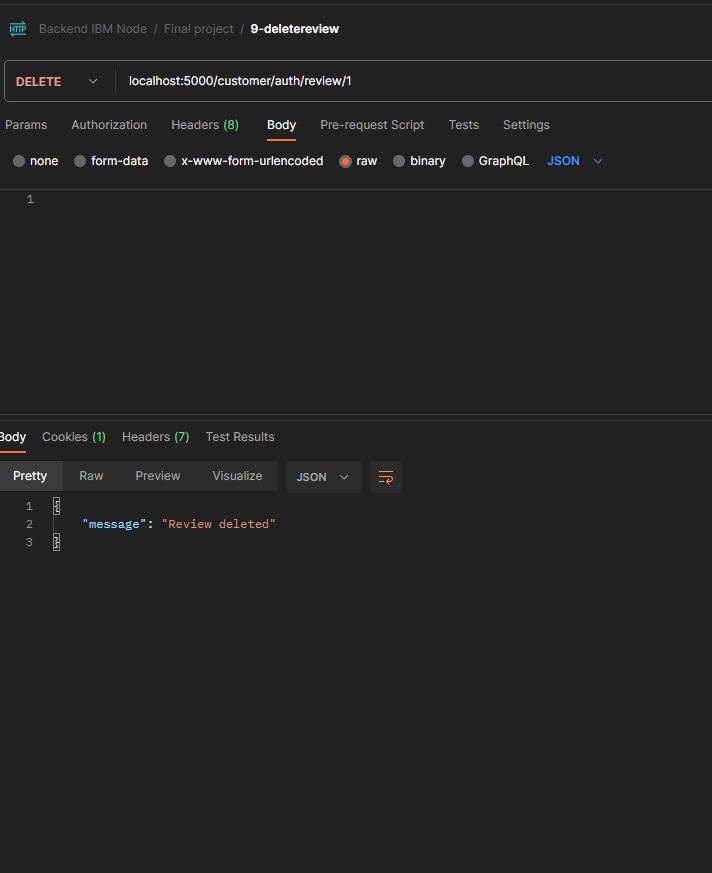 HTTP Backend IBM Node / Final project / 9-deletereview
DELETE localhost:5000/customer/auth/review/1
Params Authorization Headers (8) Body Pre-request Script Tests Settings
none form-data x-www-form-urlencoded raw binary GraphQL JSON
1
Body Cookies (1) Headers (7) Test Results
Pretty Raw Preview Visualize JSON
1 {
2 "message": "Review deleted"
3 }